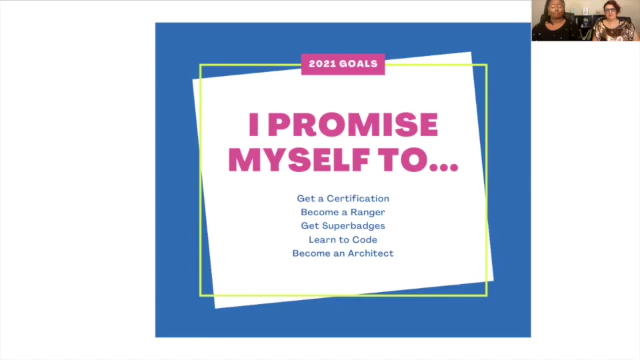 2021 GOALS
I PROMISE
MYSELF TO...
Get a Certification
Become a Ranger
Get Superbadges
Learn to Code
Become an Architect